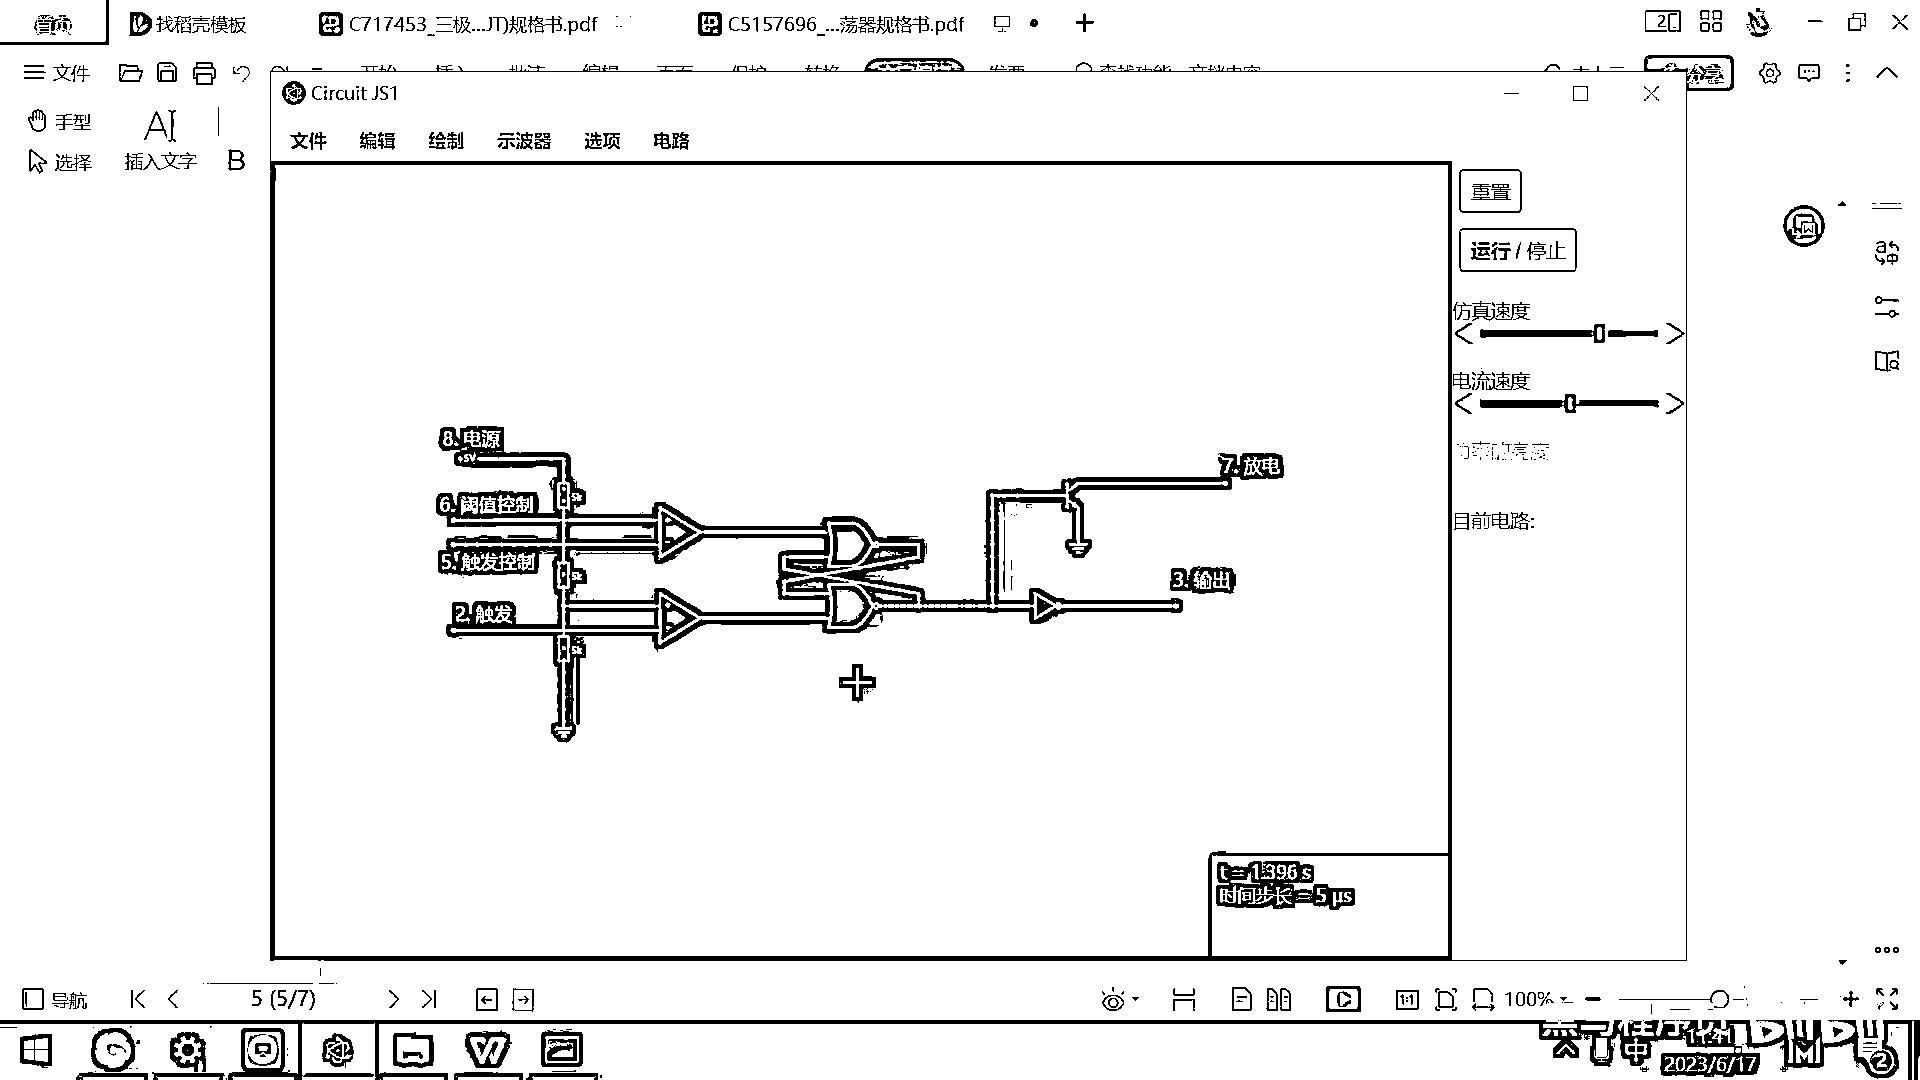 首页 找稻壳模板 C717453_三极...JT)规格书.pdf C5157696_...荡器规格书.pdf
文件
Circuit JS1
手型 插入文字
选择 B
文件 编辑 绘制 示波器 选项 电路
重置
运行 / 停止
仿真速度
电流速度
目前电路:
8. 电源
+5V
6. 阈值控制
5. 触发控制
2. 触发
7. 放电
3. 输出
t = 1.396 s
时间步长 = 5 µs
导航 5 (5/7) 1:1 100%
中 14:41
2023/6/17 2